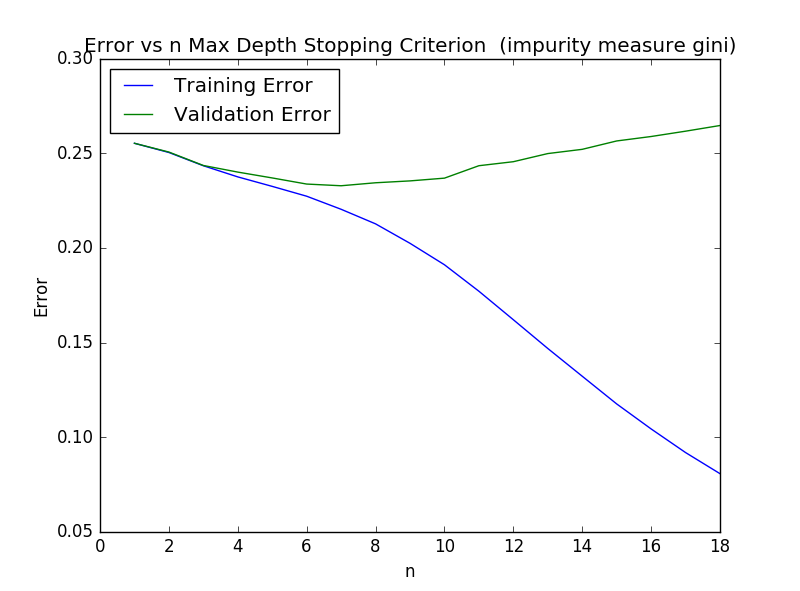 Error vs n Max Depth Stopping Criterion  (impurity measure gini)
0.30
Training Error
Validation Error
0.25
0.20
Error
0.15
0.10
0.05
0 2 4 6 8 10 12 14 16 18
n